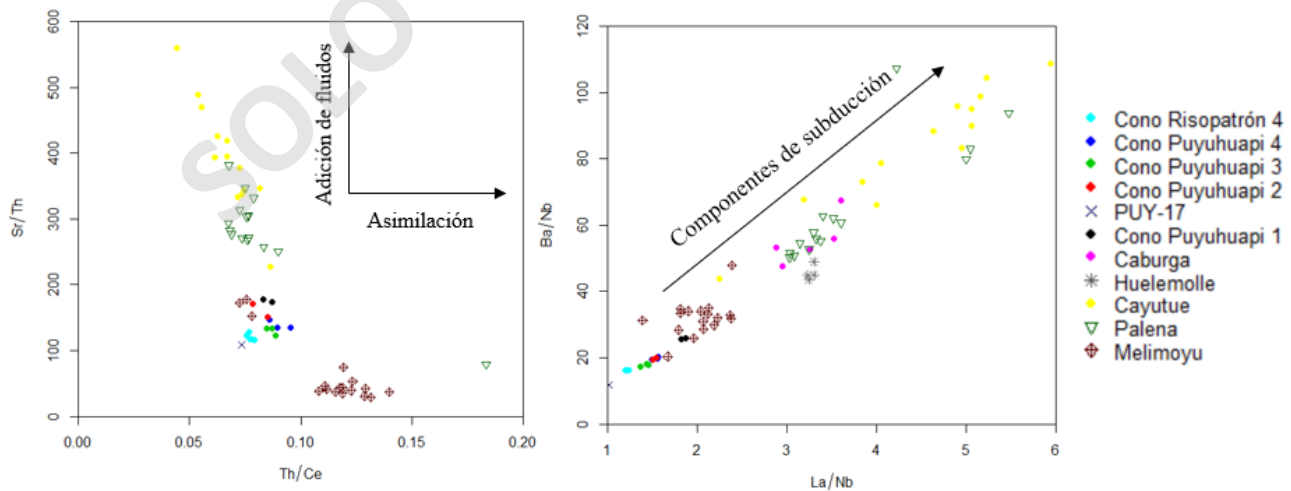 SOLO
600
500
400
300
200
100
0
Sr/Th
0.00
0.05
0.10
0.15
0.20
Th/Ce
Adición de fluidos
Asimilación
120
100
80
60
40
20
0
Ba/Nb
1
2
3
4
5
6
La/Nb
Componentes de subducción
Cono Risopatrón 4
Cono Puyuhuapi 4
Cono Puyuhuapi 3
Cono Puyuhuapi 2
PUY-17
Cono Puyuhuapi 1
Caburga
Huelemolle
Cayutue
Palena
Melimoyu